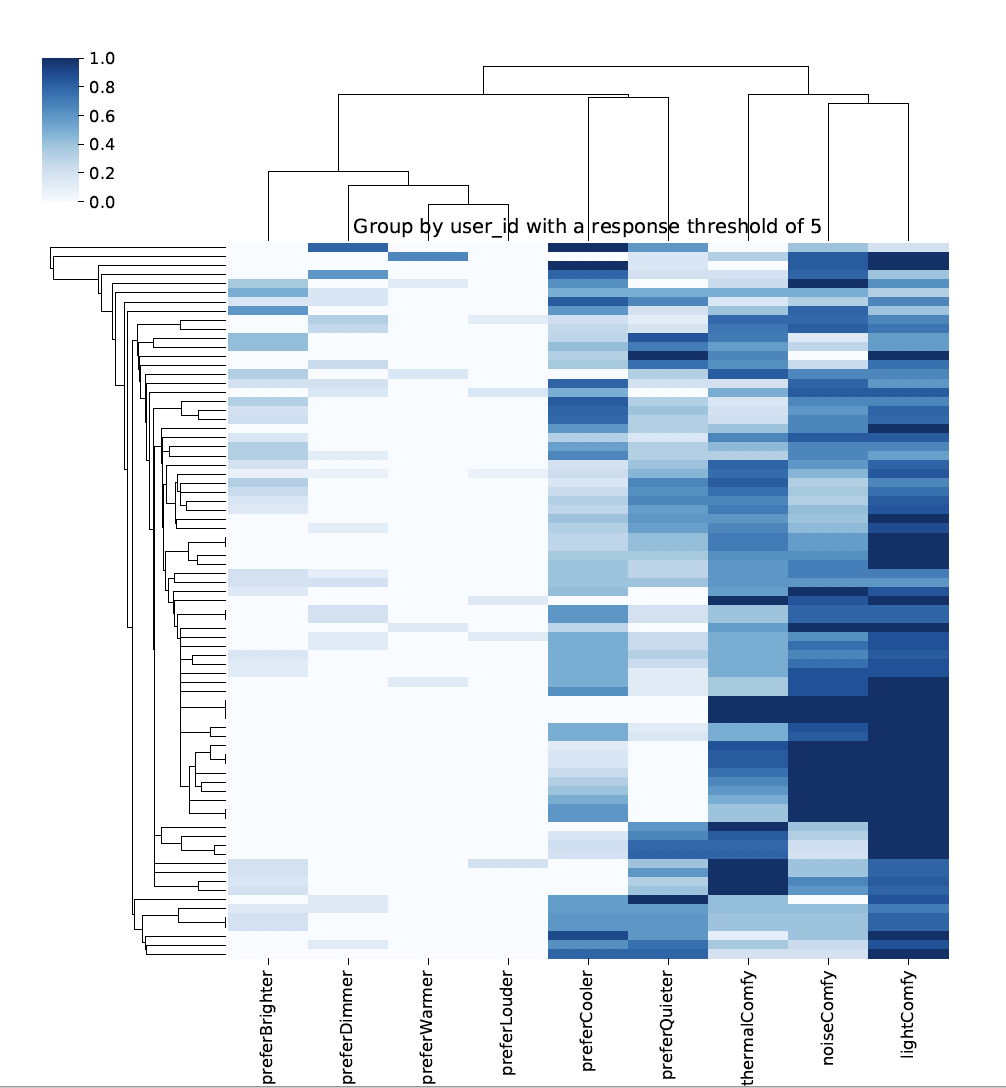 1.0
0.8
0.6
0.4
0.2
0.0
Group by user_id with a response threshold of 5
preferBrighter
preferDimmer
preferWarmer
preferLouder
preferCooler
preferQuieter
thermalComfy
noiseComfy
lightComfy